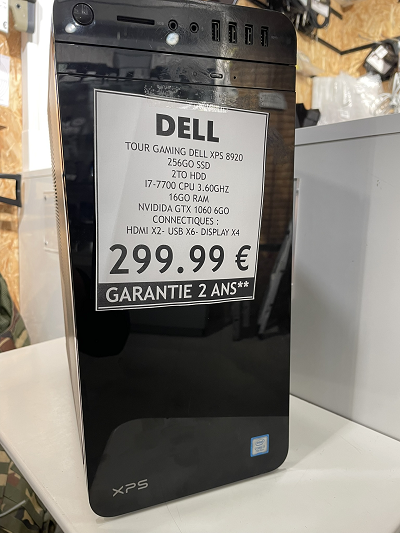 DELL
TOUR GAMING DELL XPS 8920
256GO SSD
2TO HDD
I7-7700 CPU 3.60GHZ
16GO RAM
NVIDIDA GTX 1060 6GO
CONNECTIQUES :
HDMI X2- USB X6- DISPLAY X4
299.99 €
GARANTIE 2 ANS**
XPS